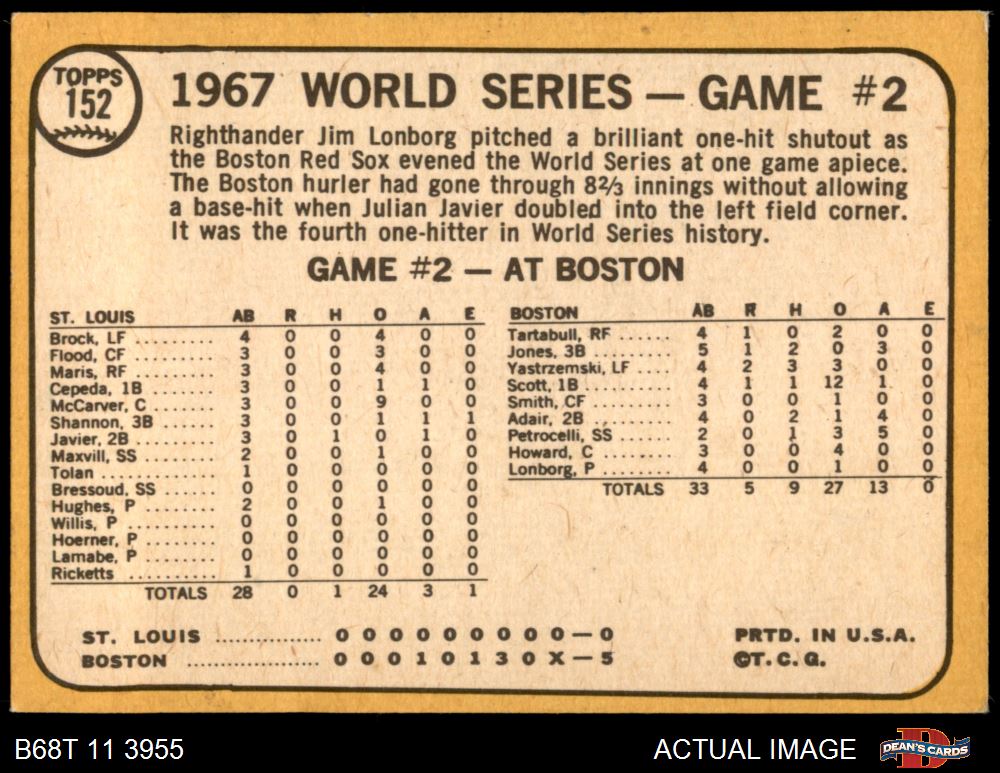 TOPPS
152
1967 WORLD SERIES — GAME #2
Righthander Jim Lonborg pitched a brilliant one-hit shutout as
the Boston Red Sox evened the World Series at one game apiece.
The Boston hurler had gone through 8⅔ innings without allowing
a base-hit when Julian Javier doubled into the left field corner.
It was the fourth one-hitter in World Series history.
GAME #2 — AT BOSTON
ST. LOUIS AB R H O A E
Brock, LF ......... 4 0 0 4 0 0
Flood, CF ......... 3 0 0 3 0 0
Maris, RF ......... 3 0 0 4 0 0
Cepeda, 1B ........ 3 0 0 1 1 0
McCarver, C ....... 3 0 0 9 0 0
Shannon, 3B ....... 3 0 0 1 1 1
Javier, 2B ........ 3 0 1 0 1 0
Maxvill, SS ....... 2 0 0 1 0 0
Tolan ............. 1 0 0 0 0 0
Bressoud, SS ...... 0 0 0 0 0 0
Hughes, P ......... 2 0 0 1 0 0
Willis, P ......... 0 0 0 0 0 0
Hoerner, P ........ 0 0 0 0 0 0
Lamabe, P ......... 0 0 0 0 0 0
Ricketts .......... 1 0 0 0 0 0
TOTALS 28 0 1 24 3 1
BOSTON AB R H O A E
Tartabull, RF ...... 4 1 0 2 0 0
Jones, 3B .......... 5 1 2 0 3 0
Yastrzemski, LF .... 4 2 3 3 0 0
Scott, 1B .......... 4 1 1 12 1 0
Smith, CF .......... 3 0 0 1 0 0
Adair, 2B .......... 4 0 2 1 4 0
Petrocelli, SS ..... 2 0 1 3 5 0
Howard, C .......... 3 0 0 4 0 0
Lonborg, P ......... 4 0 0 1 0 0
TOTALS 33 5 9 27 13 0
ST. LOUIS .............. 0 0 0 0 0 0 0 0 0 — 0
BOSTON .................. 0 0 0 1 0 1 3 0 X — 5
PRTD. IN U.S.A.
©T. C. G.
B68T 11 3955
ACTUAL IMAGE
DEAN'S CARDS